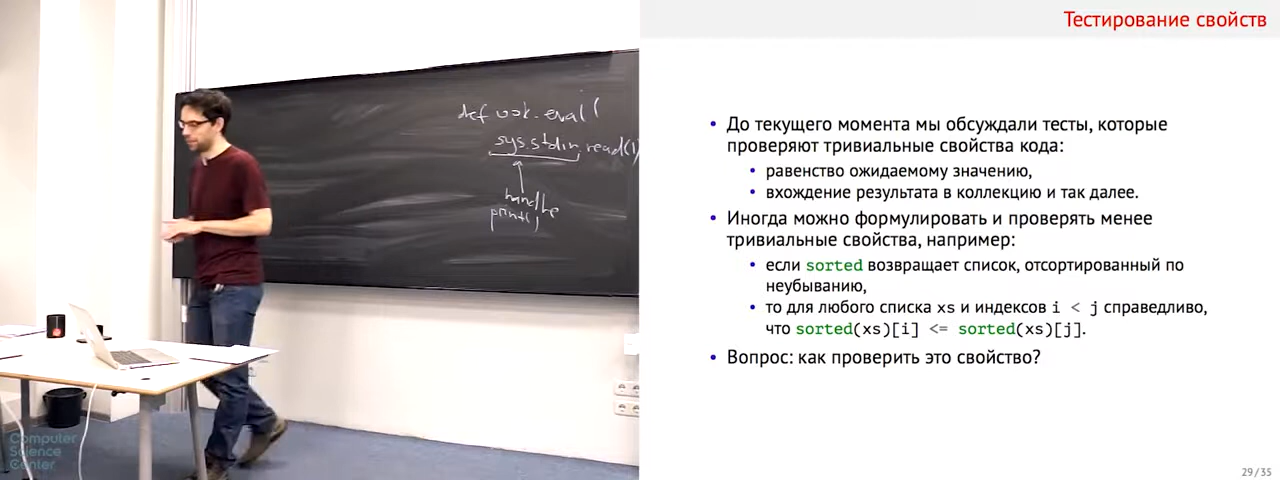 def ook_eval(
sys.stdin.read(1)
handle
print()
Computer
Science
Center
Тестирование свойств
• До текущего момента мы обсуждали тесты, которые
проверяют тривиальные свойства кода:
• равенство ожидаемому значению,
• вхождение результата в коллекцию и так далее.
• Иногда можно формулировать и проверять менее
тривиальные свойства, например:
• если sorted возвращает список, отсортированный по
неубыванию,
• то для любого списка xs и индексов i < j справедливо,
что sorted(xs)[i] <= sorted(xs)[j].
• Вопрос: как проверить это свойство?
29/35